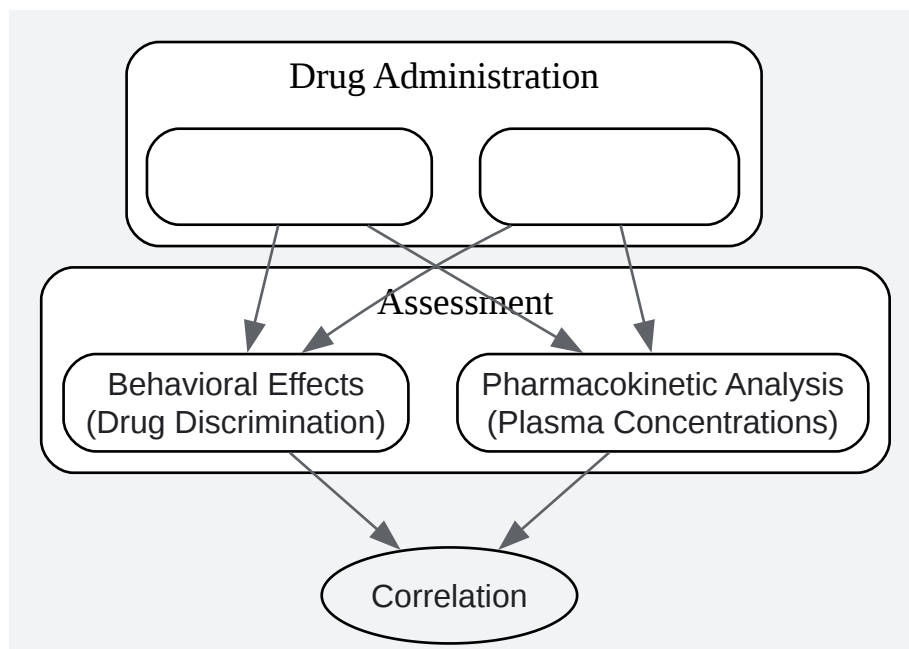 Drug Administration
Assessment
Behavioral Effects
(Drug Discrimination)
Pharmacokinetic Analysis
(Plasma Concentrations)
Correlation